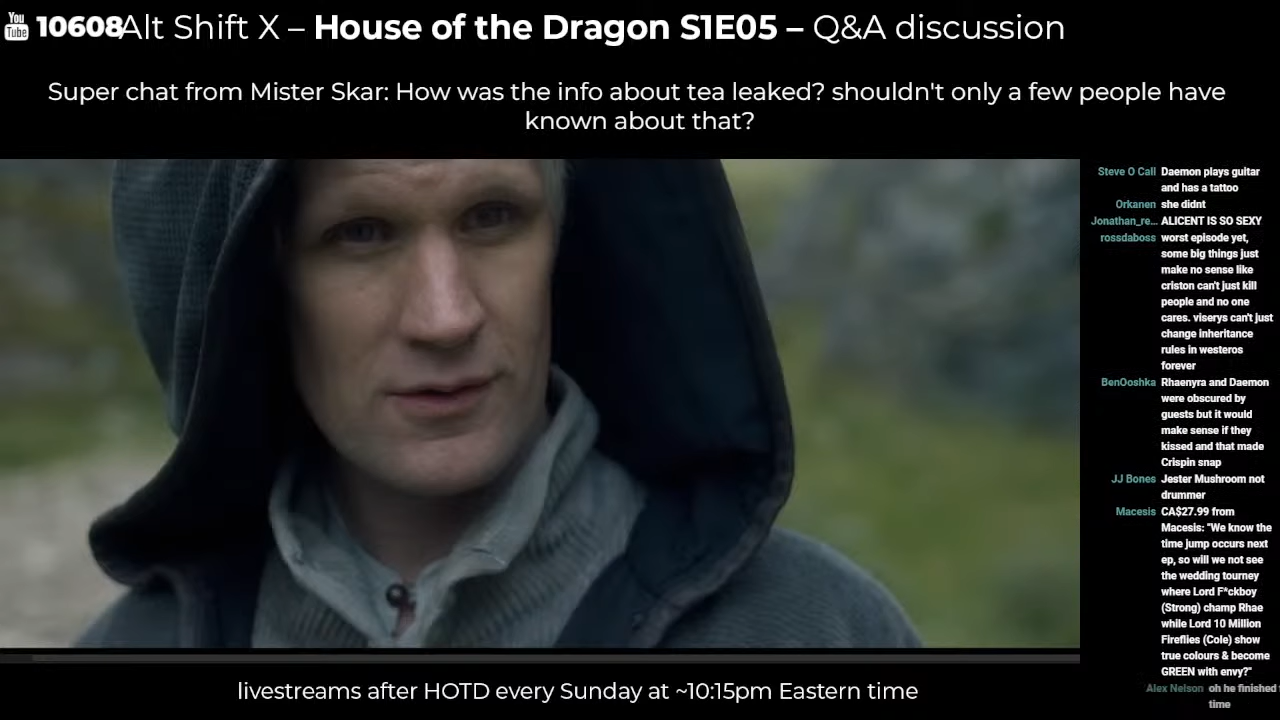 You
Tube
10608
Alt Shift X – House of the Dragon S1E05 – Q&A discussion
Super chat from Mister Skar: How was the info about tea leaked? shouldn't only a few people have
known about that?
Steve O Call Daemon plays guitar
and has a tattoo
Orkanen she didnt
Jonathan_re... ALICENT IS SO SEXY
rossdaboss worst episode yet,
some big things just
make no sense like
criston can't just kill
people and no one
cares. viserys can't just
change inheritance
rules in westeros
forever
BenOoshka Rhaenyra and Daemon
were obscured by
guests but it would
make sense if they
kissed and that made
Crispin snap
JJ Bones Jester Mushroom not
drummer
Macesis CA$27.99 from
Macesis: "We know the
time jump occurs next
ep, so will we not see
the wedding tourney
where Lord F*ckboy
(Strong) champ Rhae
while Lord 10 Million
Fireflies (Cole) show
true colours & become
GREEN with envy?"
Alex Nelson oh he finished
time
livestreams after HOTD every Sunday at ~10:15pm Eastern time